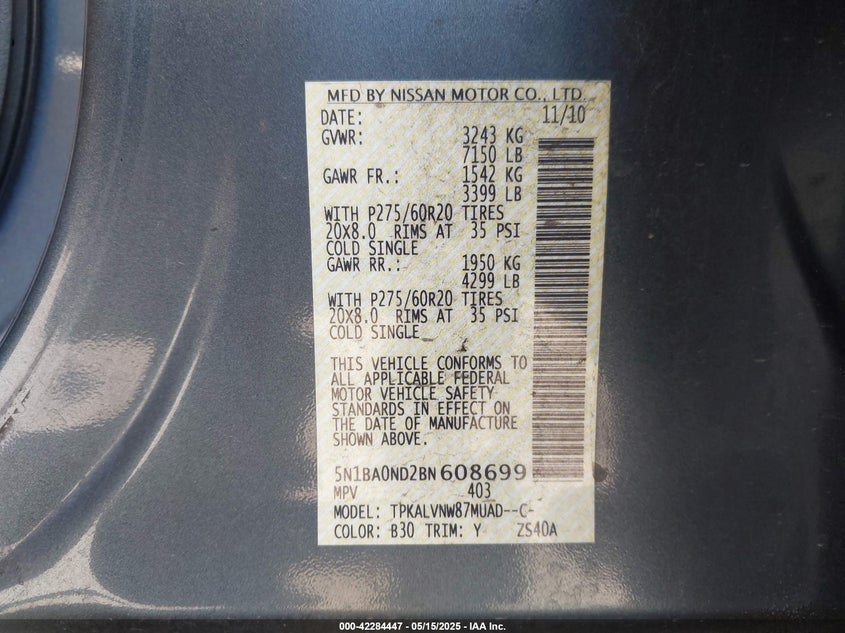 MFD BY NISSAN MOTOR CO., LTD.
DATE: 11/10
GVWR: 3243 KG
7150 LB
GAWR FR.: 1542 KG
3399 LB
WITH P275/60R20 TIRES
20X8.0 RIMS AT 35 PSI
COLD SINGLE
GAWR RR.: 1950 KG
4299 LB
WITH P275/60R20 TIRES
20X8.0 RIMS AT 35 PSI
COLD SINGLE
THIS VEHICLE CONFORMS TO
ALL APPLICABLE FEDERAL
MOTOR VEHICLE SAFETY
STANDARDS IN EFFECT ON
THE DATE OF MANUFACTURE
SHOWN ABOVE.
5N1BA0ND2BN608699
MPV 403
MODEL: TPKALVNW87MUAD--C-
COLOR: B30 TRIM: Y ZS40A
000-42284447 - 05/15/2025 - IAA Inc.